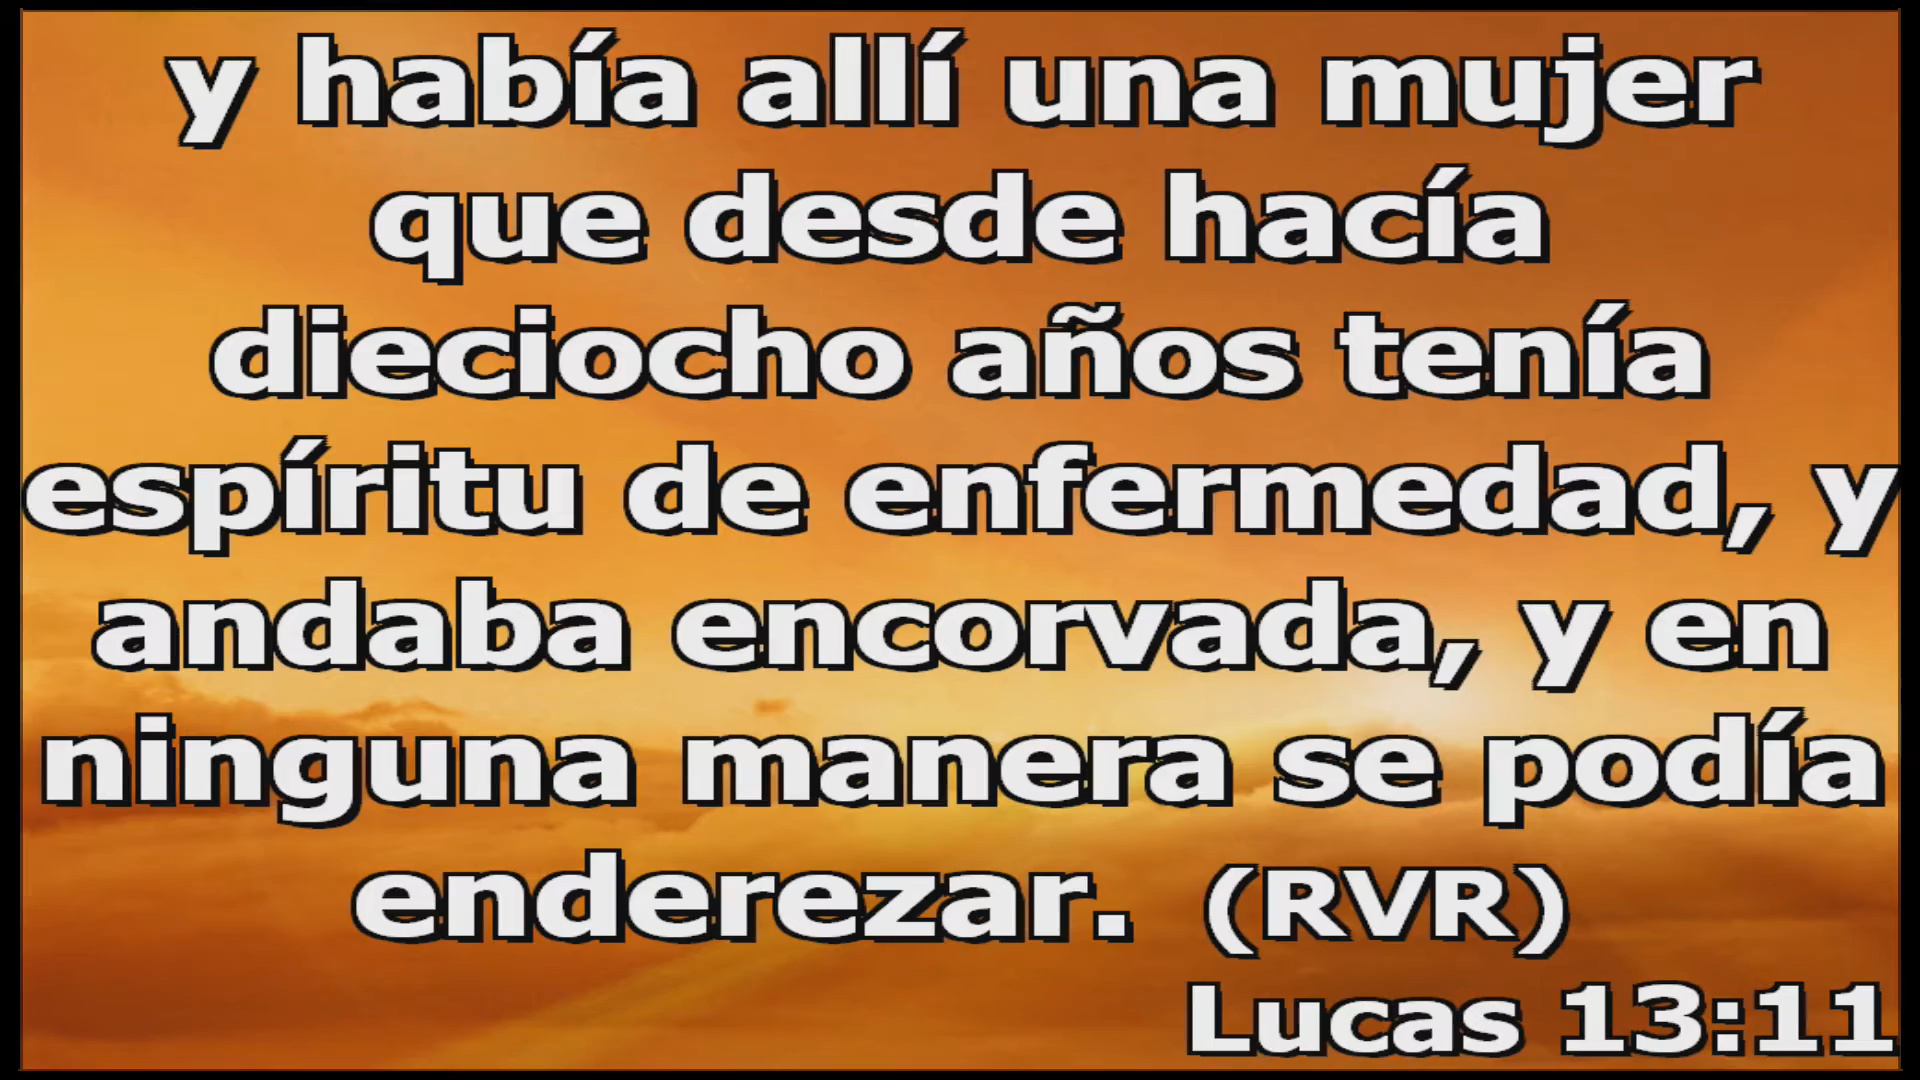 y había allí una mujer
que desde hacía
dieciocho años tenía
espíritu de enfermedad, y
andaba encorvada, y en
ninguna manera se podía
enderezar. (RVR)
Lucas 13:11